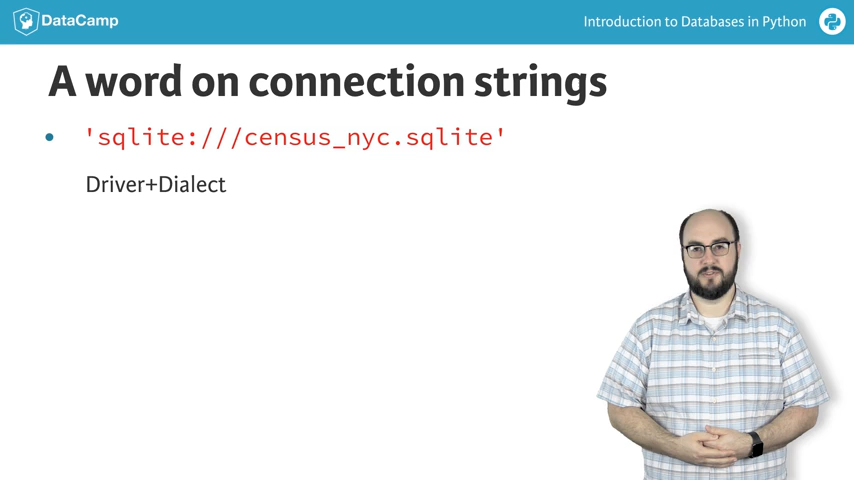 DataCamp
Introduction to Databases in Python
A word on connection strings
'sqlite:///census_nyc.sqlite'
Driver+Dialect